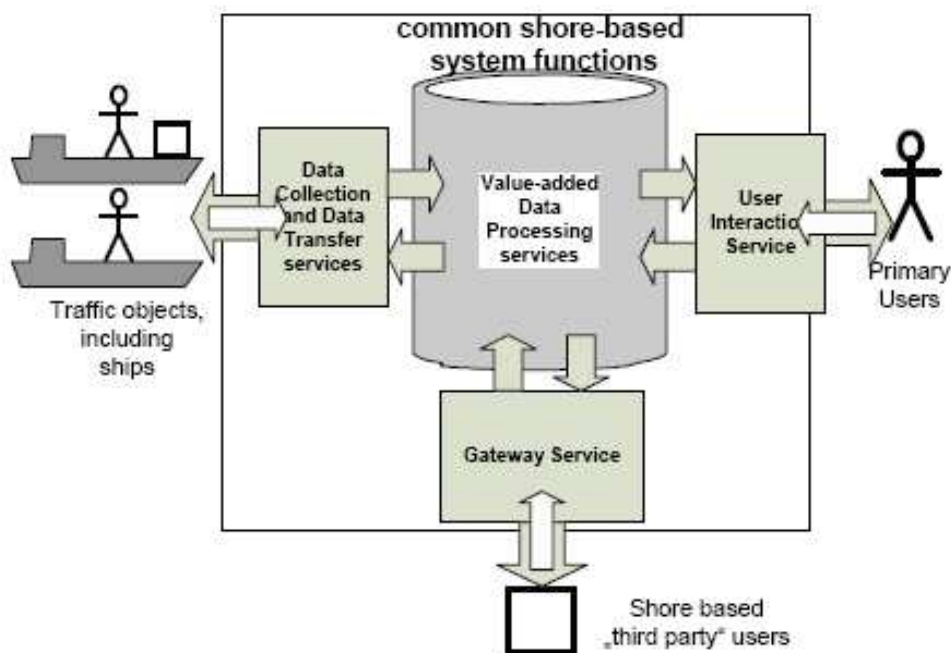 common shore-based
system functions
Data
Collection
and Data
Transfer
services
Value-added
Data
Processing
services
User
Interaction
Service
Primary
Users
Traffic objects,
including
ships
Gateway Service
Shore based
„third party“ users